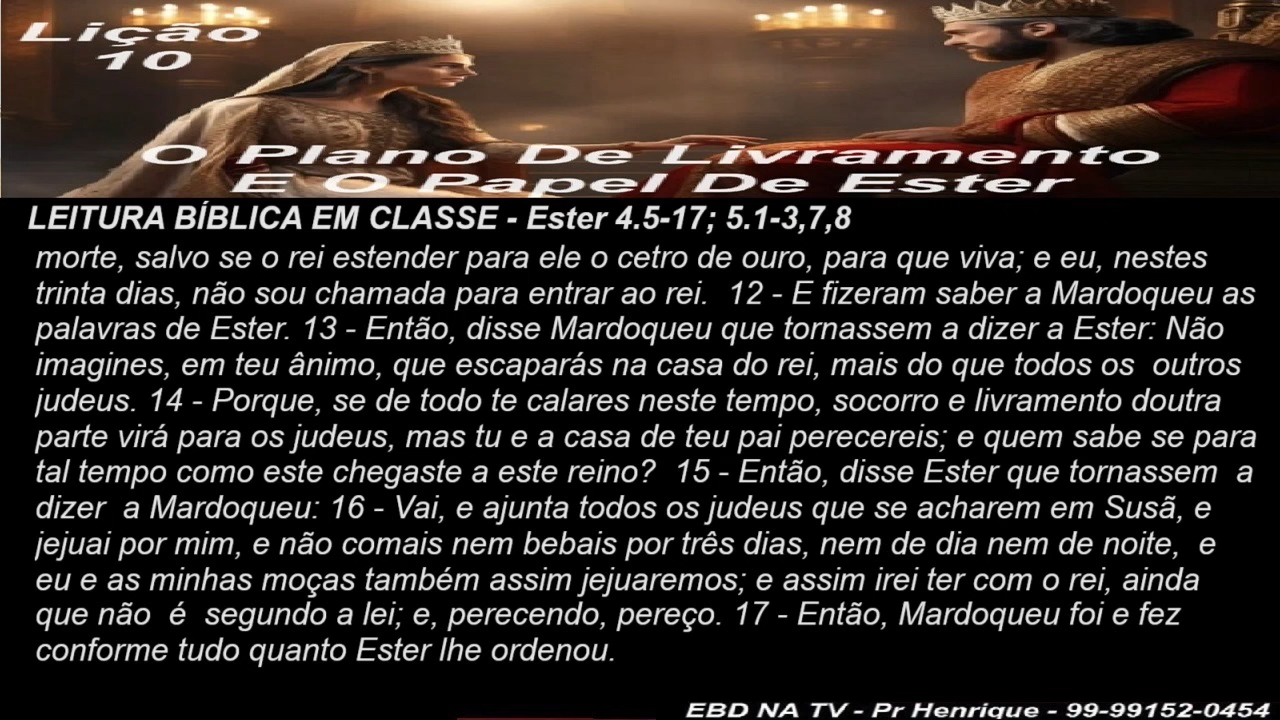 Lição
10
O Plano De Livramento
E O Papel De Ester
LEITURA BÍBLICA EM CLASSE - Ester 4.5-17; 5.1-3,7,8
morte, salvo se o rei estender para ele o cetro de ouro, para que viva; e eu, nestes
trinta dias, não sou chamada para entrar ao rei.  12 - E fizeram saber a Mardoqueu as
palavras de Ester. 13 - Então, disse Mardoqueu que tornassem a dizer a Ester: Não
imagines, em teu ânimo, que escaparás na casa do rei, mais do que todos os  outros
judeus. 14 - Porque, se de todo te calares neste tempo, socorro e livramento doutra
parte virá para os judeus, mas tu e a casa de teu pai perecereis; e quem sabe se para
tal tempo como este chegaste a este reino?  15 - Então, disse Ester que tornassem  a
dizer  a Mardoqueu: 16 - Vai, e ajunta todos os judeus que se acharem em Susã, e
jejuai por mim, e não comais nem bebais por três dias, nem de dia nem de noite,  e
eu e as minhas moças também assim jejuaremos; e assim irei ter com o rei, ainda
que não  é  segundo a lei; e, perecendo, pereço. 17 - Então, Mardoqueu foi e fez
conforme tudo quanto Ester lhe ordenou.
EBD NA TV - Pr Henrique - 99-99152-0454